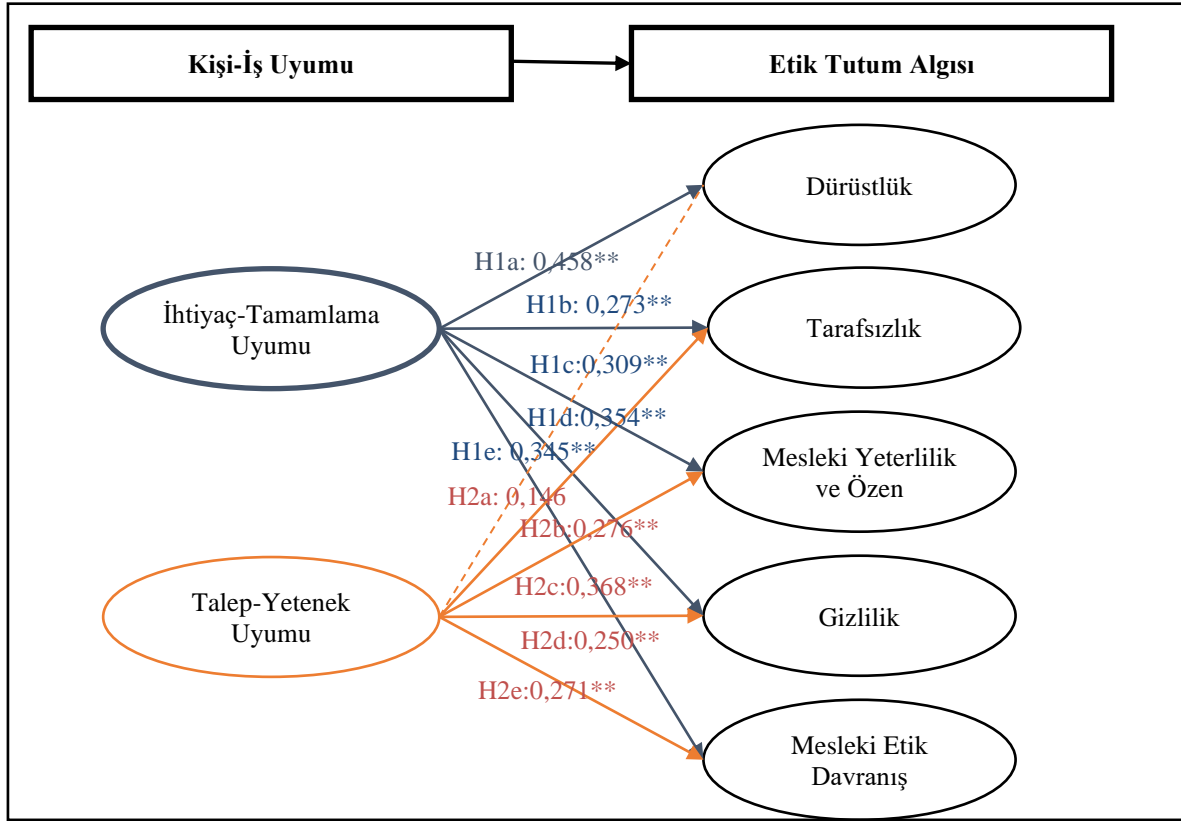 Kişi-İş Uyumu
Etik Tutum Algısı
Dürüstlük
H1a: 0,458**
İhtiyaç-Tamamlama
Uyumu
H1b: 0,273**
Tarafsızlık
H1c:0,309**
H1d:0,354**
H1e: 0,345**
Mesleki Yeterlilik
ve Özen
H2a: 0,146
H2b:0,276**
Talep-Yetenek
Uyumu
H2c:0,368**
Gizlilik
H2d:0,250**
H2e:0,271**
Mesleki Etik
Davranış